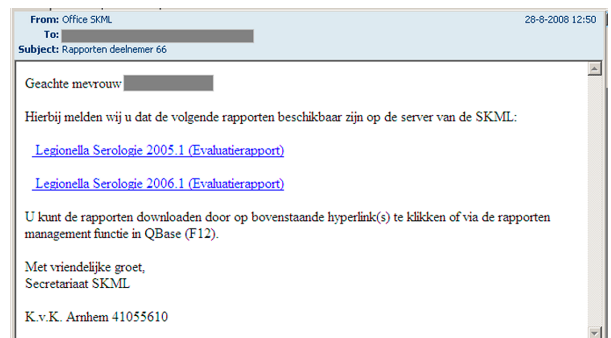 From: Office SKML 28-8-2008 12:50
To:
Subject: Rapporten deelnemer 66
Geachte mevrouw
Hierbij melden wij u dat de volgende rapporten beschikbaar zijn op de server van de SKML:
Legionella Serologie 2005.1 (Evaluatierapport)
Legionella Serologie 2006.1 (Evaluatierapport)
U kunt de rapporten downloaden door op bovenstaande hyperlink(s) te klikken of via de rapporten
management functie in QBase (F12).
Met vriendelijke groet,
Secretariaat SKML
K.v.K. Arnhem 41055610